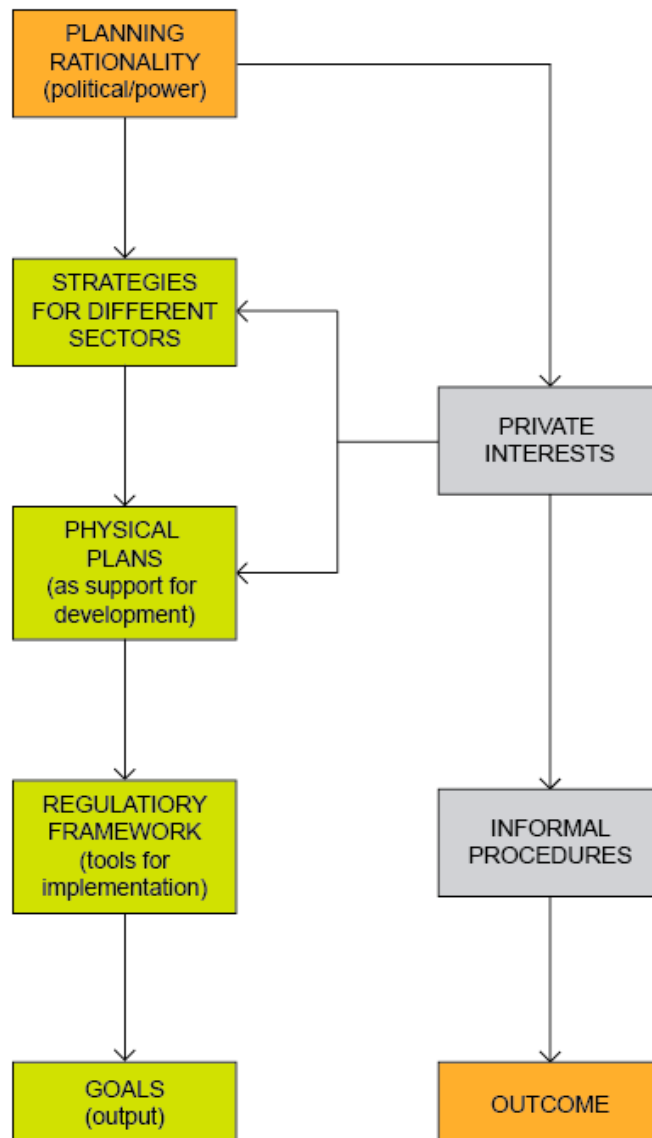 PLANNING
RATIONALITY
(political/power)
STRATEGIES
FOR DIFFERENT
SECTORS
PRIVATE
INTERESTS
PHYSICAL
PLANS
(as support for
development)
REGULATIORY
FRAMEWORK
(tools for
implementation)
INFORMAL
PROCEDURES
GOALS
(output)
OUTCOME